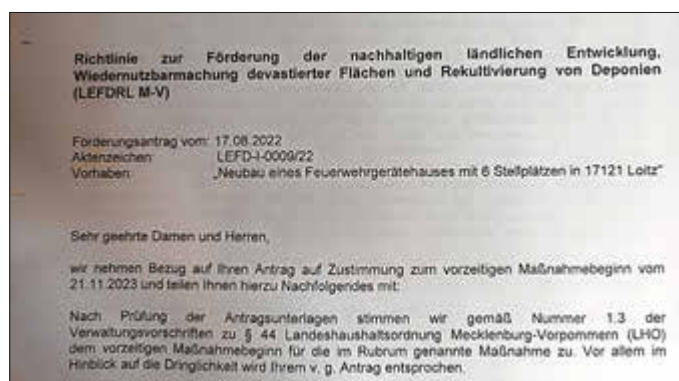 Richtlinie zur Förderung der nachhaltigen ländlichen Entwicklung,
Wiedernutzbarmachung devastierter Flächen und Rekultivierung von Deponien
(LEFDRL M-V)
Förderungsantrag vom: 17.08.2022
Aktenzeichen: LEFD-I-0009/22
Vorhaben: „Neubau eines Feuerwehrgerätehauses mit 6 Stellplätzen in 17121 Loitz"
Sehr geehrte Damen und Herren,
wir nehmen Bezug auf Ihren Antrag auf Zustimmung zum vorzeitigen Maßnahmebeginn vom
21.11.2023 und teilen Ihnen hierzu Nachfolgendes mit:
Nach Prüfung der Antragsunterlagen stimmen wir gemäß Nummer 1.3 der
Verwaltungsvorschriften zu § 44 Landeshaushaltsordnung Mecklenburg-Vorpommern (LHO)
dem vorzeitigen Maßnahmebeginn für die im Rubrum genannte Maßnahme zu. Vor allem im
Hinblick auf die Dringlichkeit wird Ihrem v. g. Antrag entsprochen.